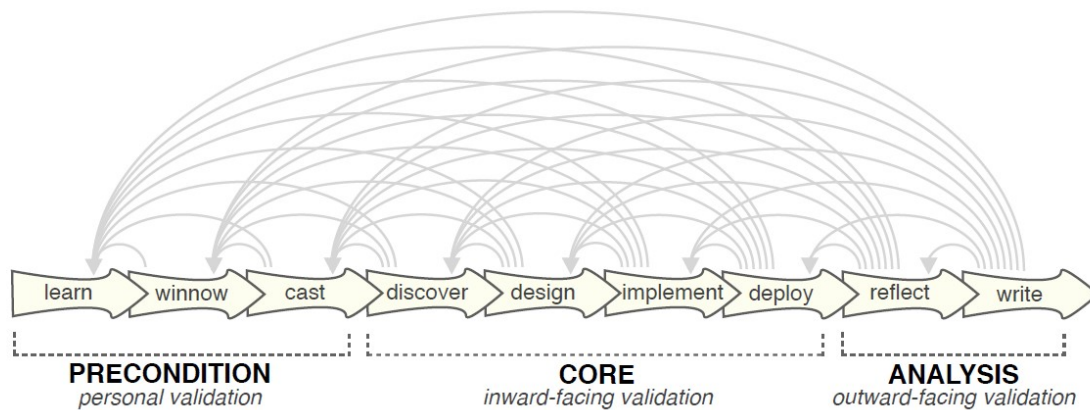 learn winnow cast discover design implement deploy reflect write
PRECONDITION CORE ANALYSIS
personal validation inward-facing validation outward-facing validation